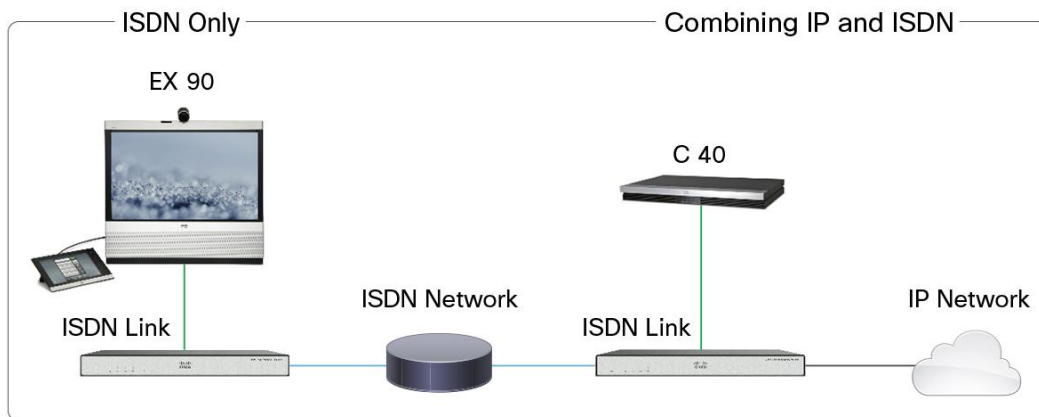 ISDN Only
Combining IP and ISDN
EX 90
C 40
ISDN Network
IP Network
ISDN Link
ISDN Link